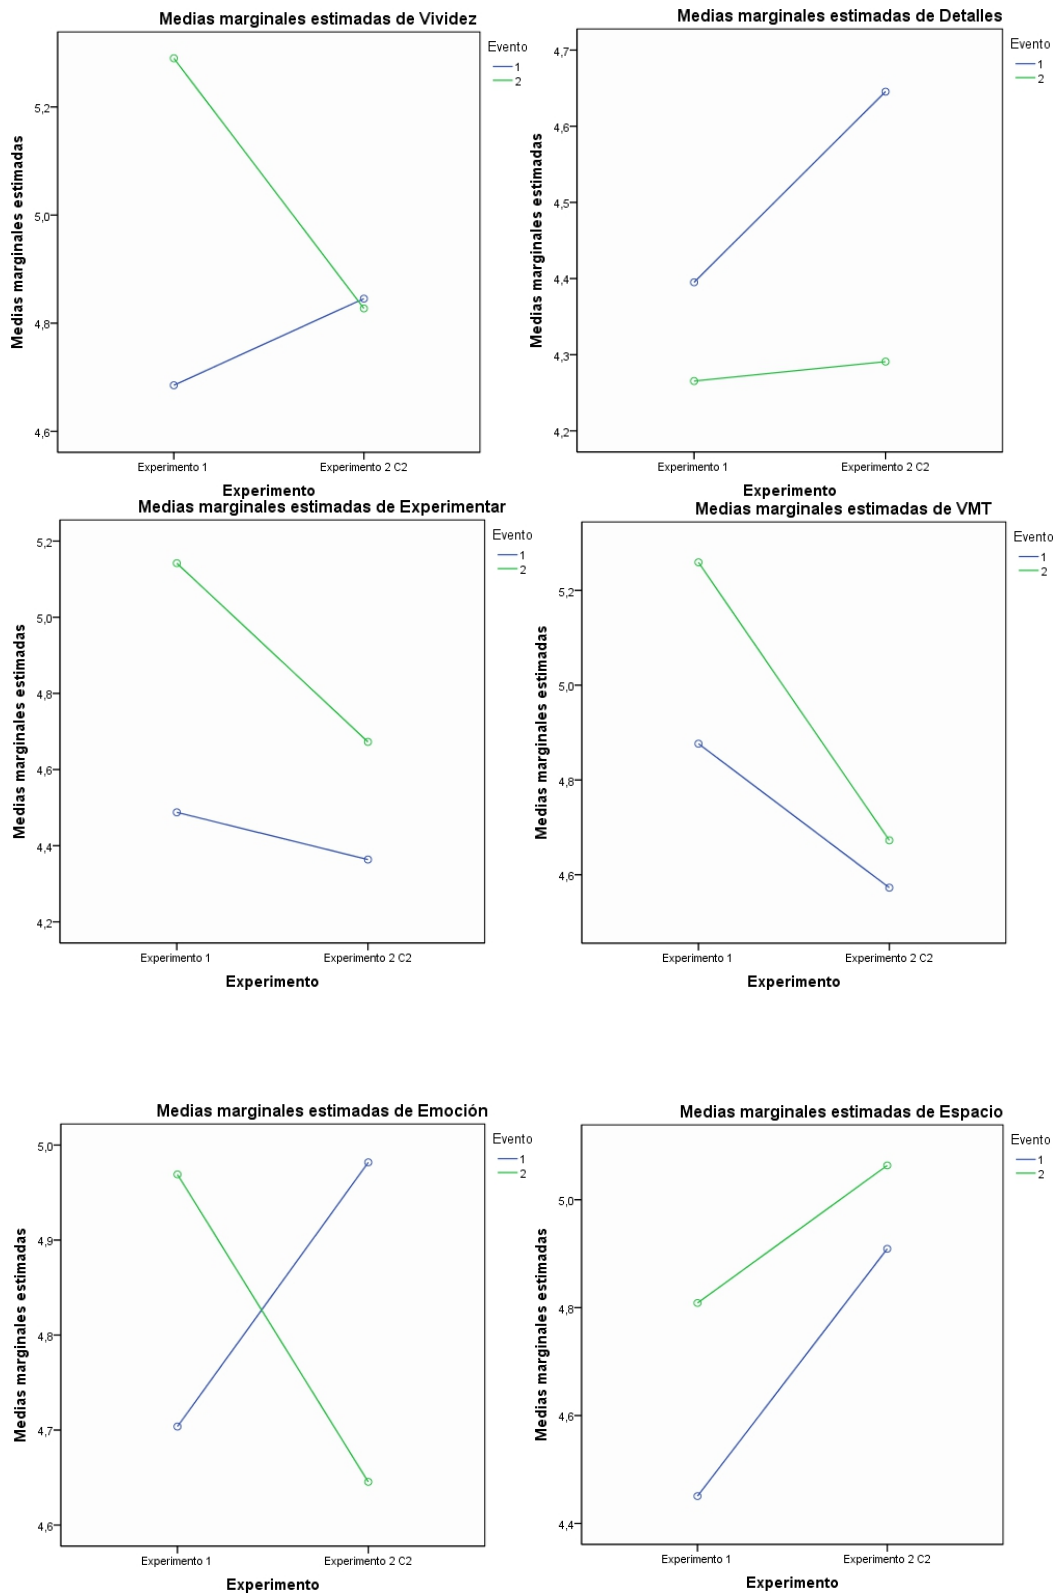 Medias marginales estimadas de Vividez
Evento
1
2
5,2
5,0
4,8
4,6
Medias marginales estimadas
Experimento 1
Experimento 2 C2
Experimento
Medias marginales estimadas de Detalles
Evento
1
2
4,7
4,6
4,5
4,4
4,3
4,2
Medias marginales estimadas
Experimento 1
Experimento 2 C2
Experimento
Medias marginales estimadas de Experimentar
Evento
1
2
5,2
5,0
4,8
4,6
4,4
4,2
Medias marginales estimadas
Experimento 1
Experimento 2 C2
Experimento
Medias marginales estimadas de VMT
Evento
1
2
5,2
5,0
4,8
4,6
Medias marginales estimadas
Experimento 1
Experimento 2 C2
Experimento
Medias marginales estimadas de Emoción
Evento
1
2
5,0
4,9
4,8
4,7
4,6
Medias marginales estimadas
Experimento 1
Experimento 2 C2
Experimento
Medias marginales estimadas de Espacio
Evento
1
2
5,0
4,8
4,6
4,4
Medias marginales estimadas
Experimento 1
Experimento 2 C2
Experimento